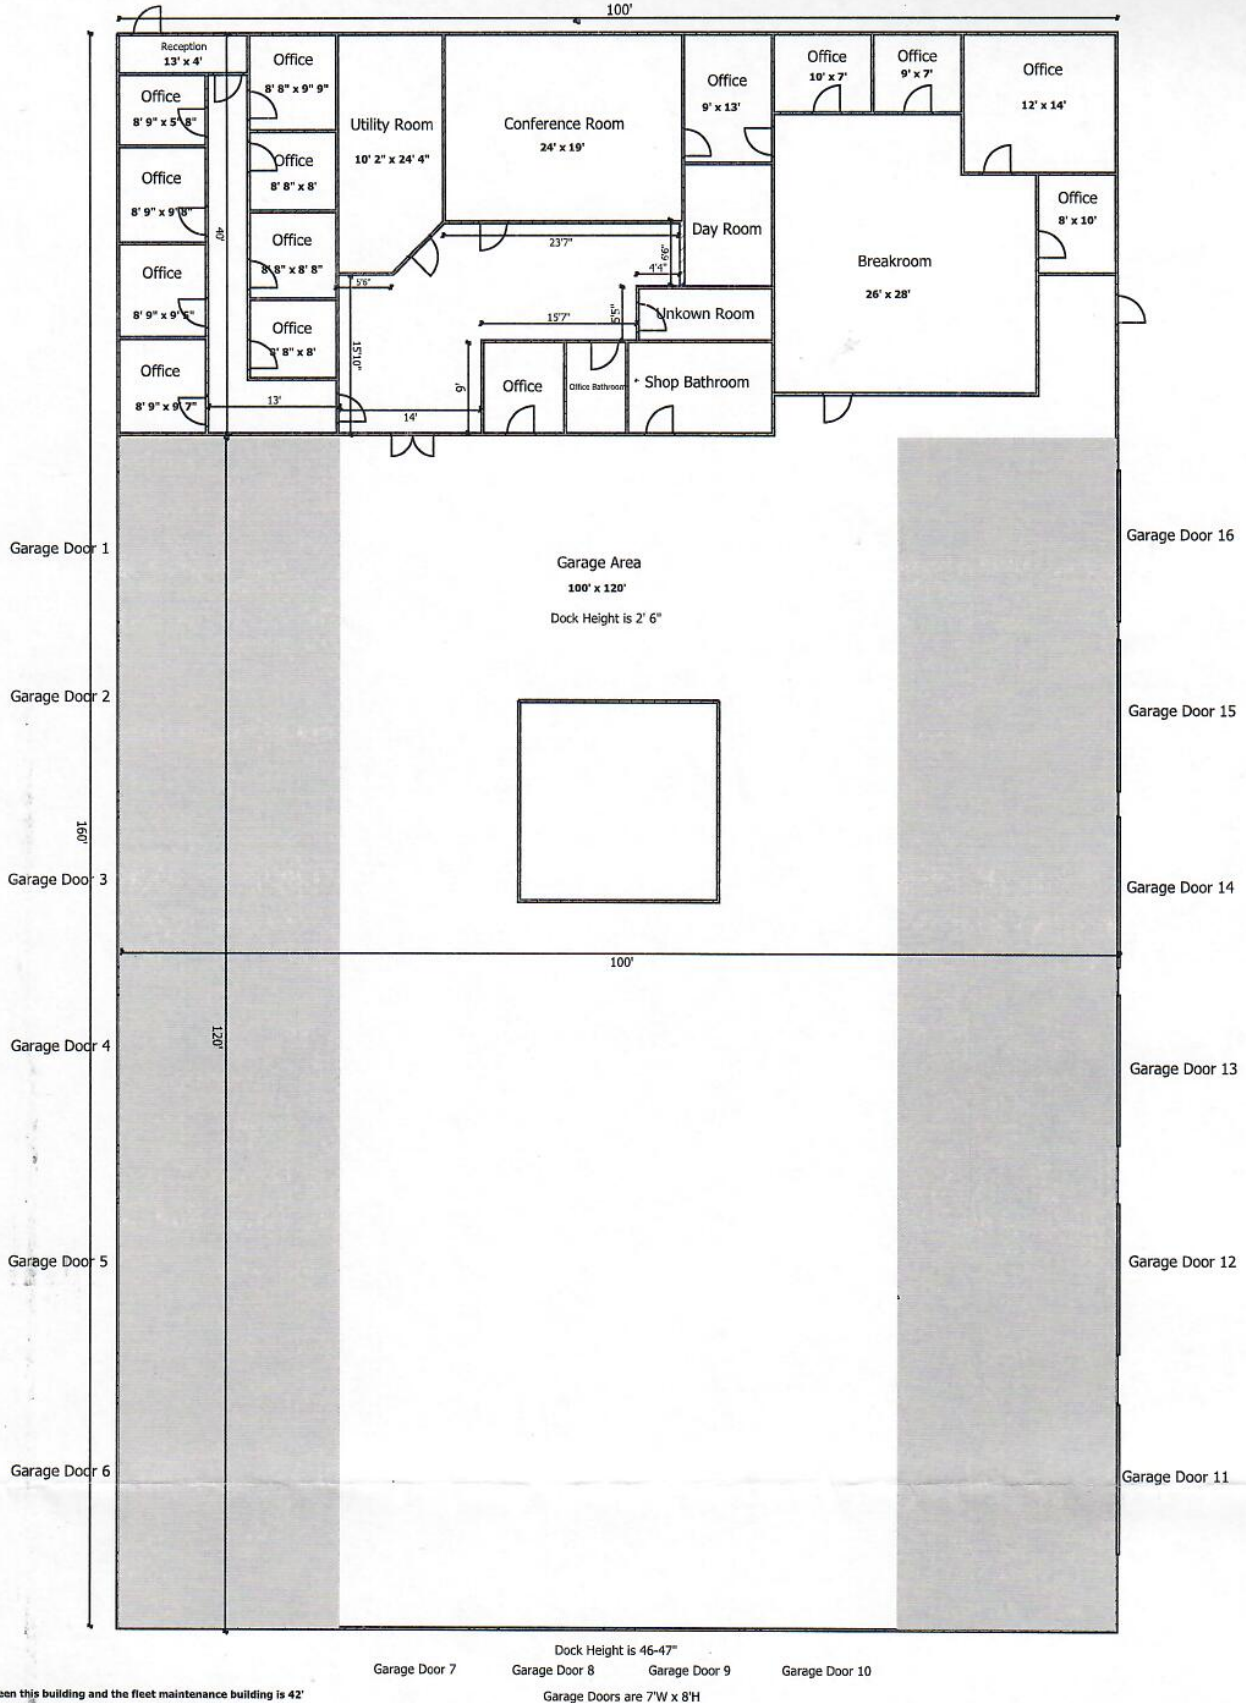 100'
Reception
13' x 4'
Office
8' 8" x 9" 9"
Office
8' 9" x 5' 8"
Utility Room
10' 2" x 24' 4"
Conference Room
24' x 19'
Office
9' x 13'
Office
10' x 7'
Office
9' x 7'
Office
12' x 14'
Office
8' 8" x 8'
Office
8' 9" x 9' 8"
40'
Office
8' 8" x 8' 8"
Office
8' 9" x 9' 5"
Office
8' 8" x 8'
Office
8' 9" x 9' 7"
23'7"
6'6"
4'4"
Day Room
Breakroom
26' x 28'
Office
8' x 10'
5'6"
15'10"
15'7"
5'5"
Unkown Room
9'
Office
Office Bathroom
Shop Bathroom
13'
14'
Garage Door 1
Garage Area
100' x 120'
Dock Height is 2' 6"
Garage Door 16
Garage Door 2
Garage Door 15
160'
Garage Door 3
Garage Door 14
100'
Garage Door 4
120'
Garage Door 13
Garage Door 5
Garage Door 12
Garage Door 6
Garage Door 11
Dock Height is 46-47"
Garage Door 7 Garage Door 8 Garage Door 9 Garage Door 10
een this building and the fleet maintenance building is 42'
Garage Doors are 7'W x 8'H